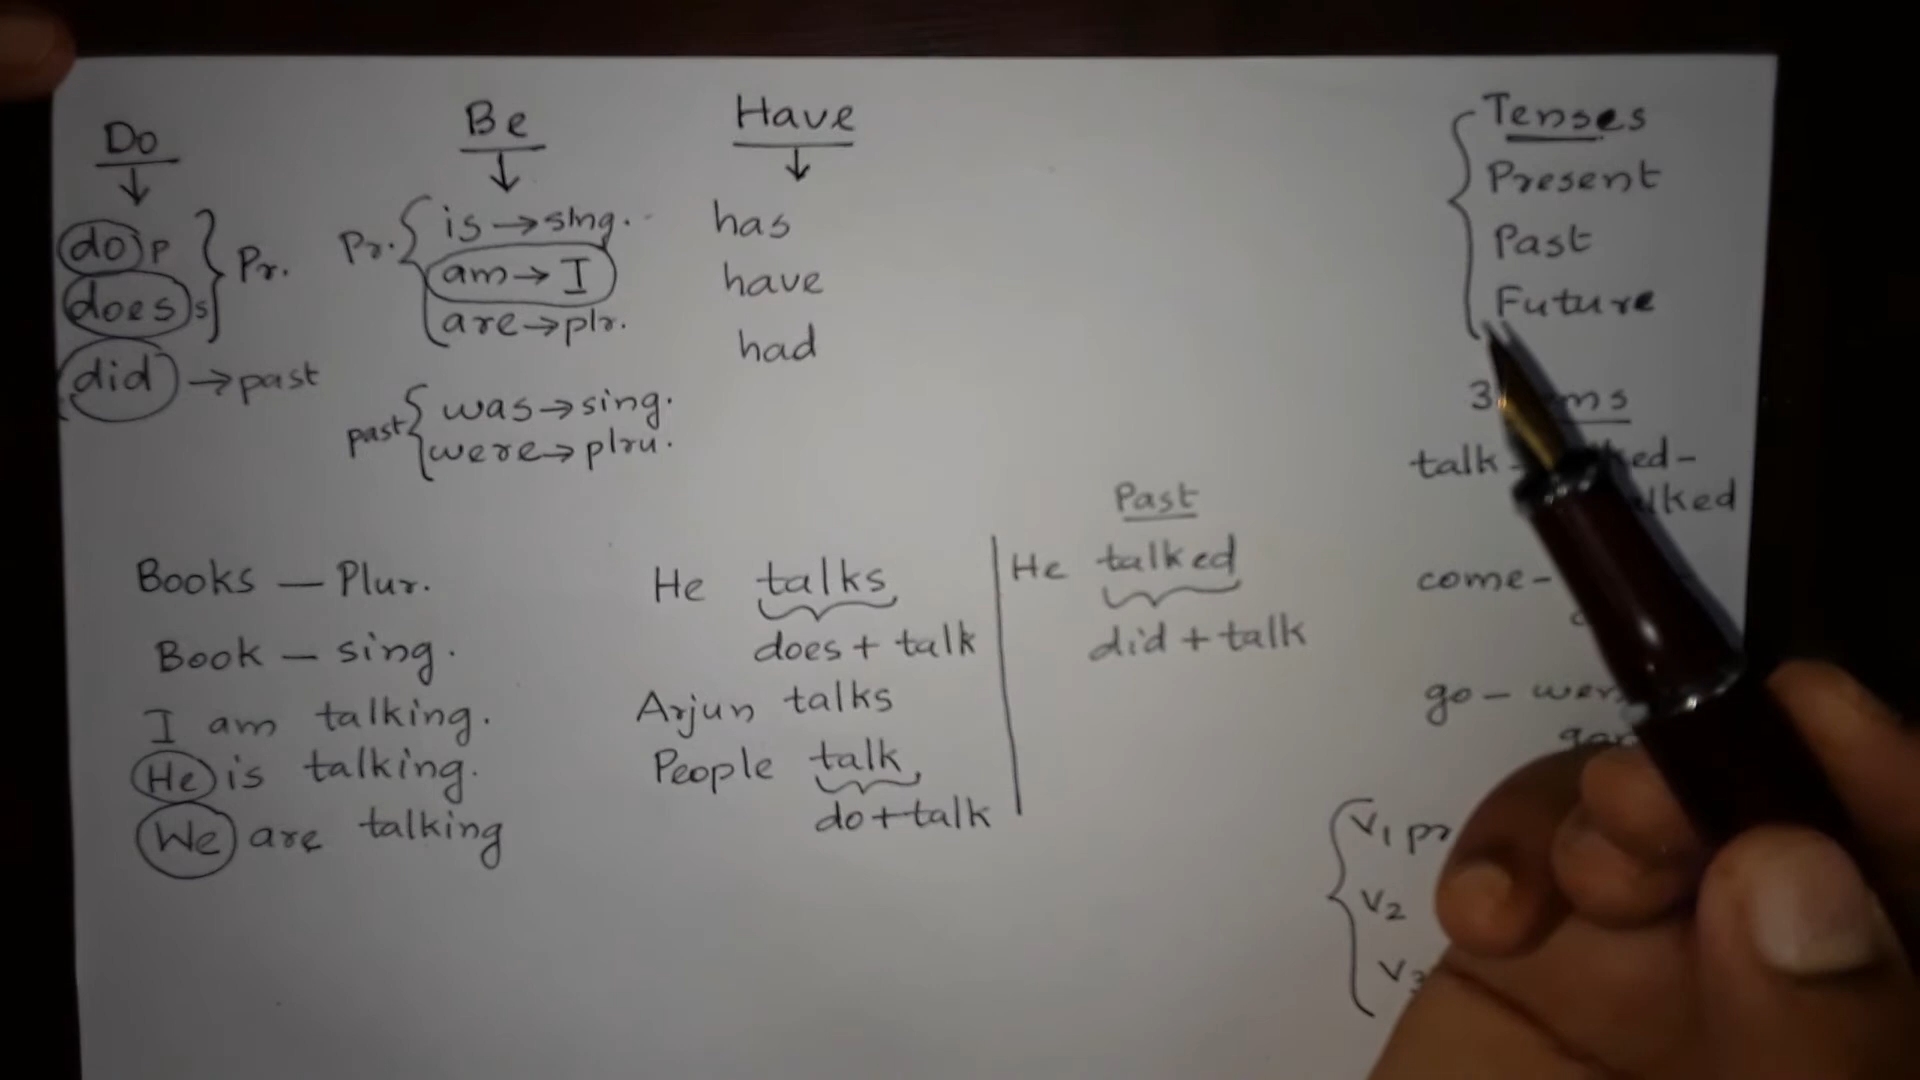 Do
↓
do p } Pr.
does s
did → past
Be
↓
Pr. { is → sing.
am → I
are → plr.
past { was → sing.
were → plru.
Have
↓
has
have
had
Tenses
Present
Past
Future
3
talk -
come -
go -
V1 pr
V2
V3
Books — Plur.
Book — sing.
I am talking.
He is talking.
We are talking
He talks
does + talk
Arjun talks
People talk
do + talk
Past
He talked
did + talk